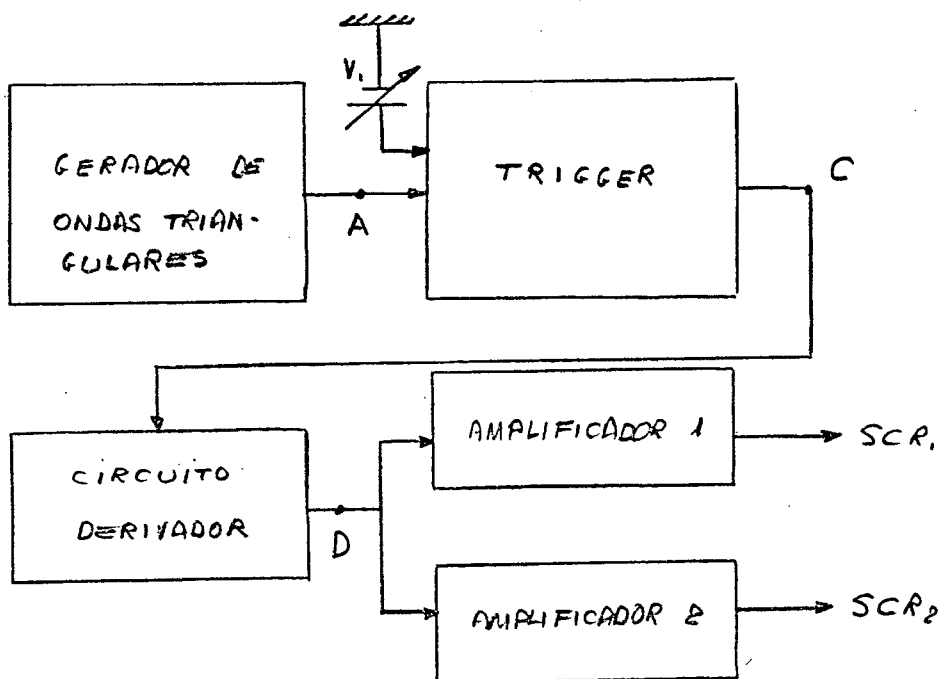 V₁
GERADOR DE
ONDAS TRIAN-
GULARES
A
TRIGGER
C
CIRCUITO
DERIVADOR
D
AMPLIFICADOR 1
SCR₁
AMPLIFICADOR 2
SCR₂